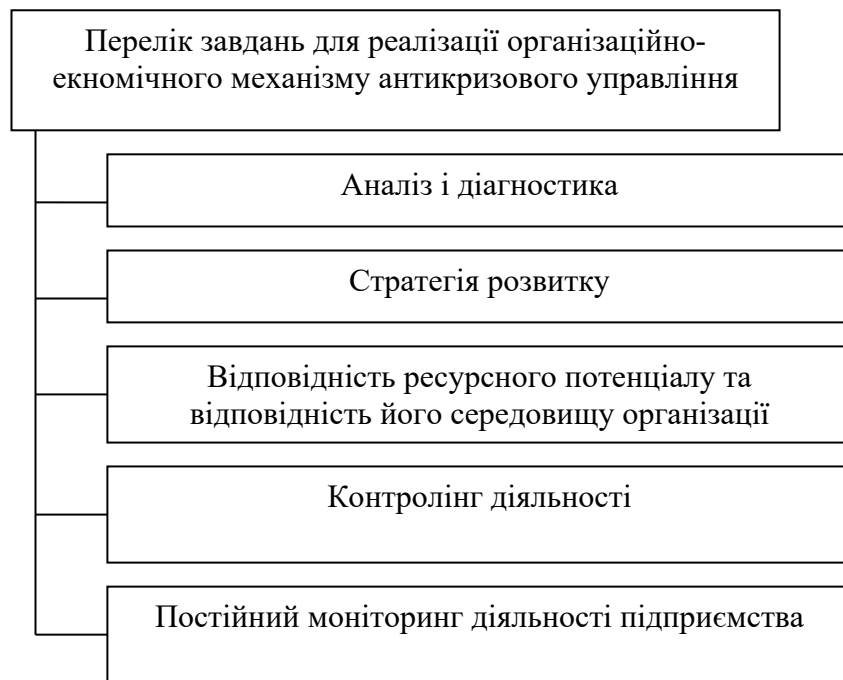 Перелік завдань для реалізації організаційно-
екномічного механізму антикризового управління
Аналіз і діагностика
Стратегія розвитку
Відповідність ресурсного потенціалу та
відповідність його середовищу організації
Контролінг діяльності
Постійний моніторинг діяльності підприємства